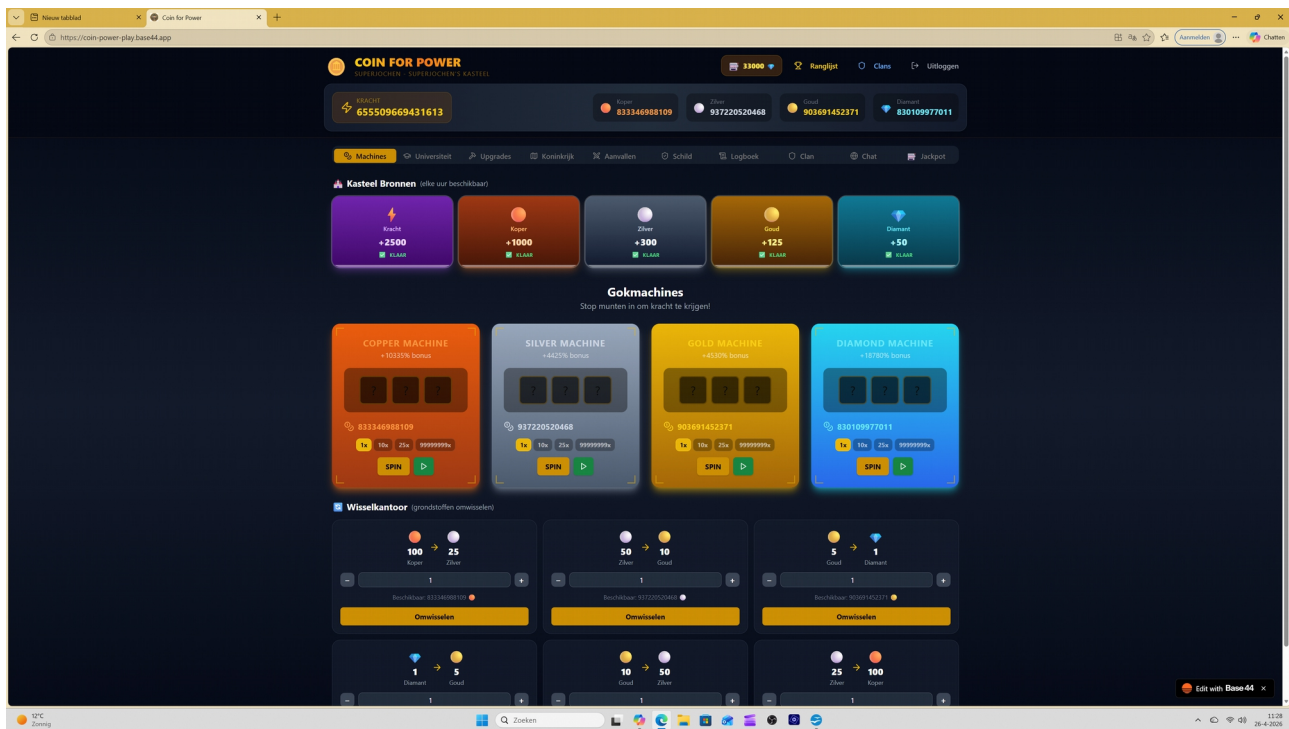 Nieuw tabblad
Coin for Power
https://coin-power-play.base44.app
Aanmelden
Chatten
COIN FOR POWER
SUPERJOCHEN · SUPERJOCHEN'S KASTEEL
33000
Ranglijst
Clans
Uitloggen
KRACHT
655509669431613
Koper
833346988109
Zilver
937220520468
Goud
903691452371
Diamant
830109977011
Machines
Universiteit
Upgrades
Koninkrijk
Aanvallen
Schild
Logboek
Clan
Chat
Jackpot
Kasteel Bronnen (elke uur beschikbaar)
Kracht
+2500
KLAAR
Koper
+1000
KLAAR
Zilver
+300
KLAAR
Goud
+125
KLAAR
Diamant
+50
KLAAR
Gokmachines
Stop munten in om kracht te krijgen!
COPPER MACHINE
+10335% bonus
? ? ?
833346988109
1x 10x 25x 99999999x
SPIN
SILVER MACHINE
+4425% bonus
? ? ?
937220520468
1x 10x 25x 99999999x
SPIN
GOLD MACHINE
+4530% bonus
? ? ?
903691452371
1x 10x 25x 99999999x
SPIN
DIAMOND MACHINE
+18780% bonus
? ? ?
830109977011
1x 10x 25x 99999999x
SPIN
Wisselkantoor (grondstoffen omwisselen)
100 → 25
Koper Zilver
− 1 +
Beschikbaar: 833346988109
Omwisselen
50 → 10
Zilver Goud
− 1 +
Beschikbaar: 937220520468
Omwisselen
5 → 1
Goud Diamant
− 1 +
Beschikbaar: 903691452371
Omwisselen
1 → 5
Diamant Goud
− 1 +
10 → 50
Goud Zilver
− 1 +
25 → 100
Zilver Koper
− 1 +
Edit with Base 44 ×
12°C
Zonnig
Zoeken
11:28
26-4-2026